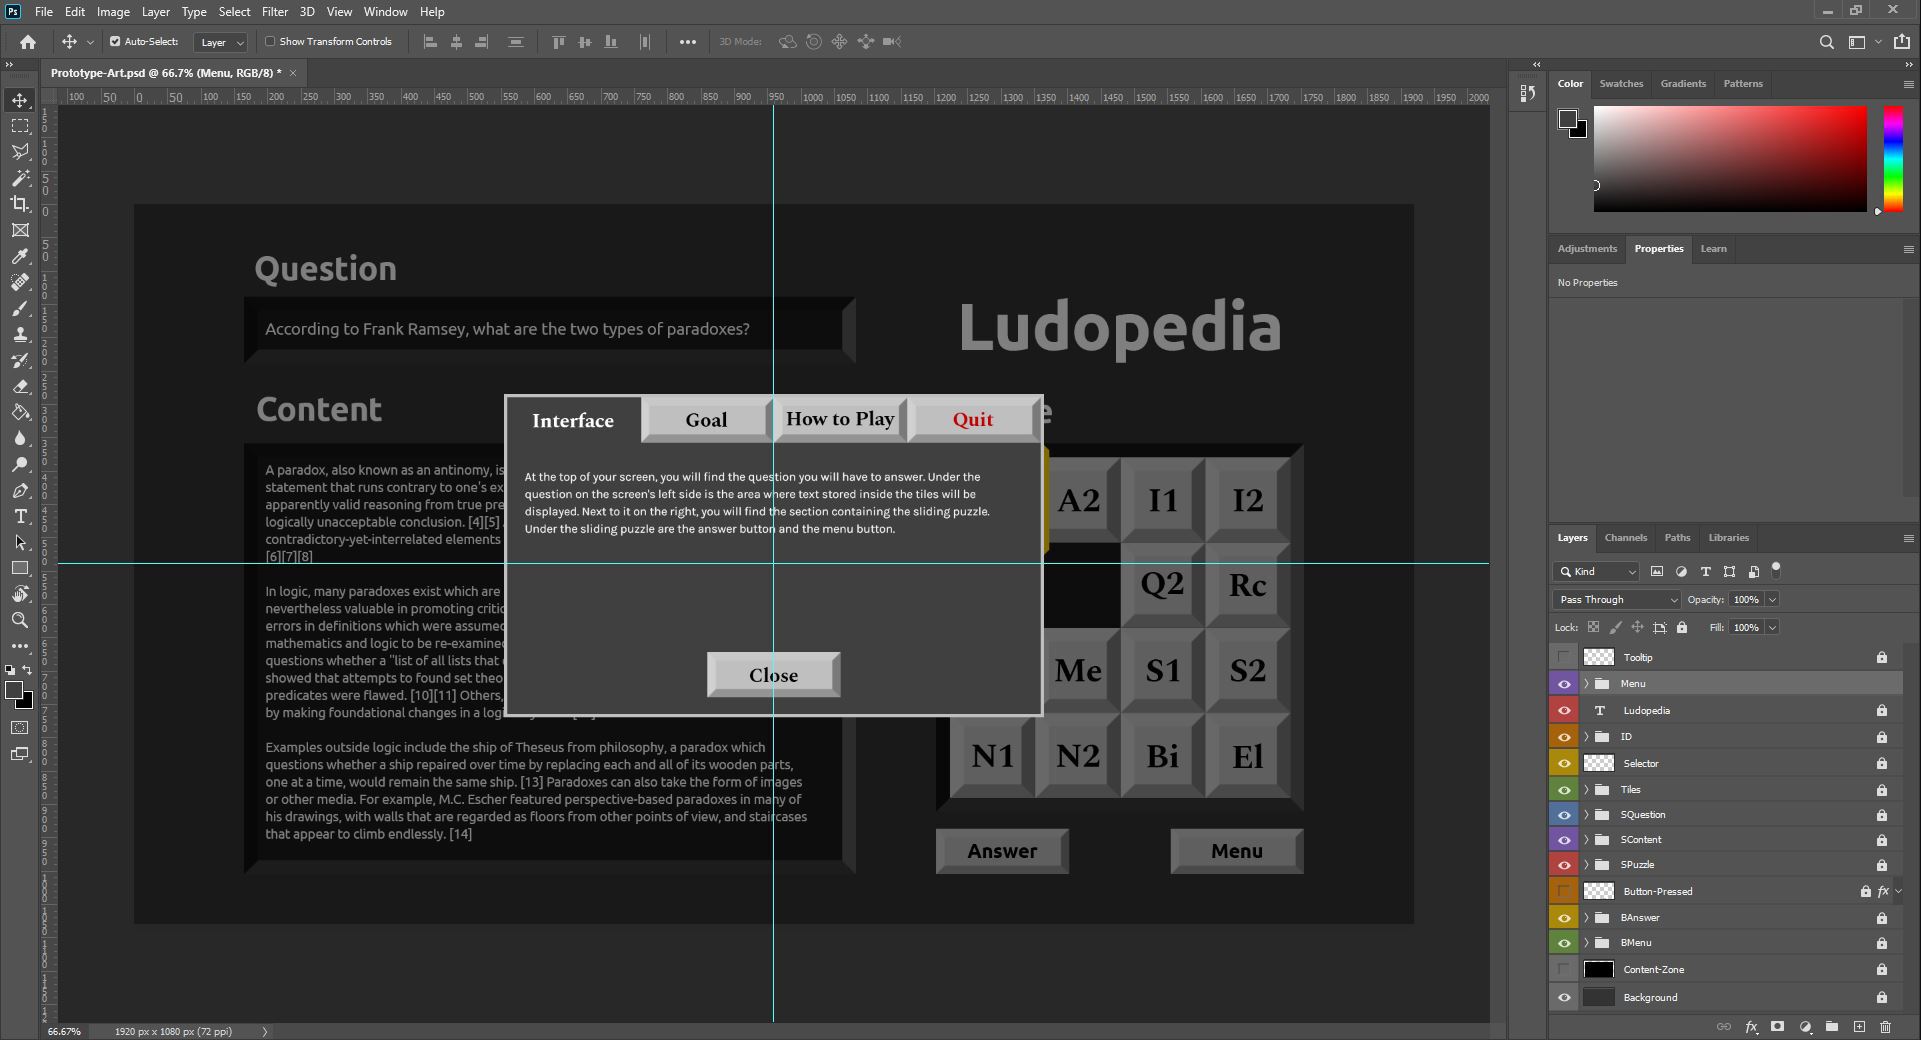 Ps File Edit Image Layer Type Select Filter 3D View Window Help
Auto-Select: Layer Show Transform Controls 3D Mode:
Prototype-Art.psd @ 66.7% (Menu, RGB/8) *
100 50 0 50 100 150 200 250 300 350 400 450 500 550 600 650 700 750 800 850 900 950 1000 1050 1100 1150 1200 1250 1300 1350 1400 1450 1500 1550 1600 1650 1700 1750 1800 1850 1900 1950 2000
Question
According to Frank Ramsey, what are the two types of paradoxes?
Ludopedia
Content
Interface Goal How to Play Quit
At the top of your screen, you will find the question you will have to answer. Under the
question on the screen's left side is the area where text stored inside the tiles will be
displayed. Next to it on the right, you will find the section containing the sliding puzzle.
Under the sliding puzzle are the answer button and the menu button.
Close
A paradox, also known as an antinomy, is
statement that runs contrary to one's ex
apparently valid reasoning from true pre
logically unacceptable conclusion. [4][5]
contradictory-yet-interrelated elements
[6][7][8]
In logic, many paradoxes exist which are
nevertheless valuable in promoting critic
errors in definitions which were assumed
mathematics and logic to be re-examined
questions whether a "list of all lists that
showed that attempts to found set theo
predicates were flawed. [10][11] Others,
by making foundational changes in a log
Examples outside logic include the ship of Theseus from philosophy, a paradox which
questions whether a ship repaired over time by replacing each and all of its wooden parts,
one at a time, would remain the same ship. [13] Paradoxes can also take the form of images
or other media. For example, M.C. Escher featured perspective-based paradoxes in many of
his drawings, with walls that are regarded as floors from other points of view, and staircases
that appear to climb endlessly. [14]
A2 I1 I2
Q2 Rc
Me S1 S2
N1 N2 Bi El
Answer Menu
66.67% 1920 px x 1080 px (72 ppi)
Color Swatches Gradients Patterns
Adjustments Properties Learn
No Properties
Layers Channels Paths Libraries
Kind
Pass Through Opacity: 100%
Lock: Fill: 100%
Tooltip
Menu
Ludopedia
ID
Selector
Tiles
SQuestion
SContent
SPuzzle
Button-Pressed fx
BAnswer
BMenu
Content-Zone
Background
fx